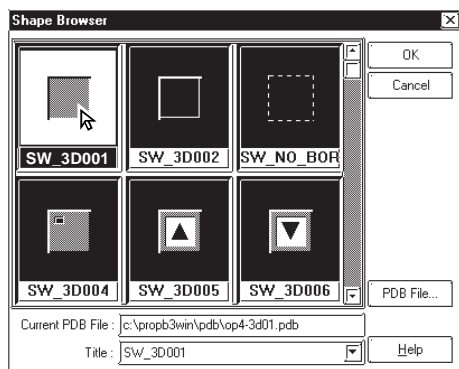 Shape Browser
SW_3D001 SW_3D002 SW_NO_BOR
SW_3D004 SW_3D005 SW_3D006
OK
Cancel
PDB File...
Current PDB File : c:\propb3win\pdb\op4-3d01.pdb
Title : SW_3D001
Help